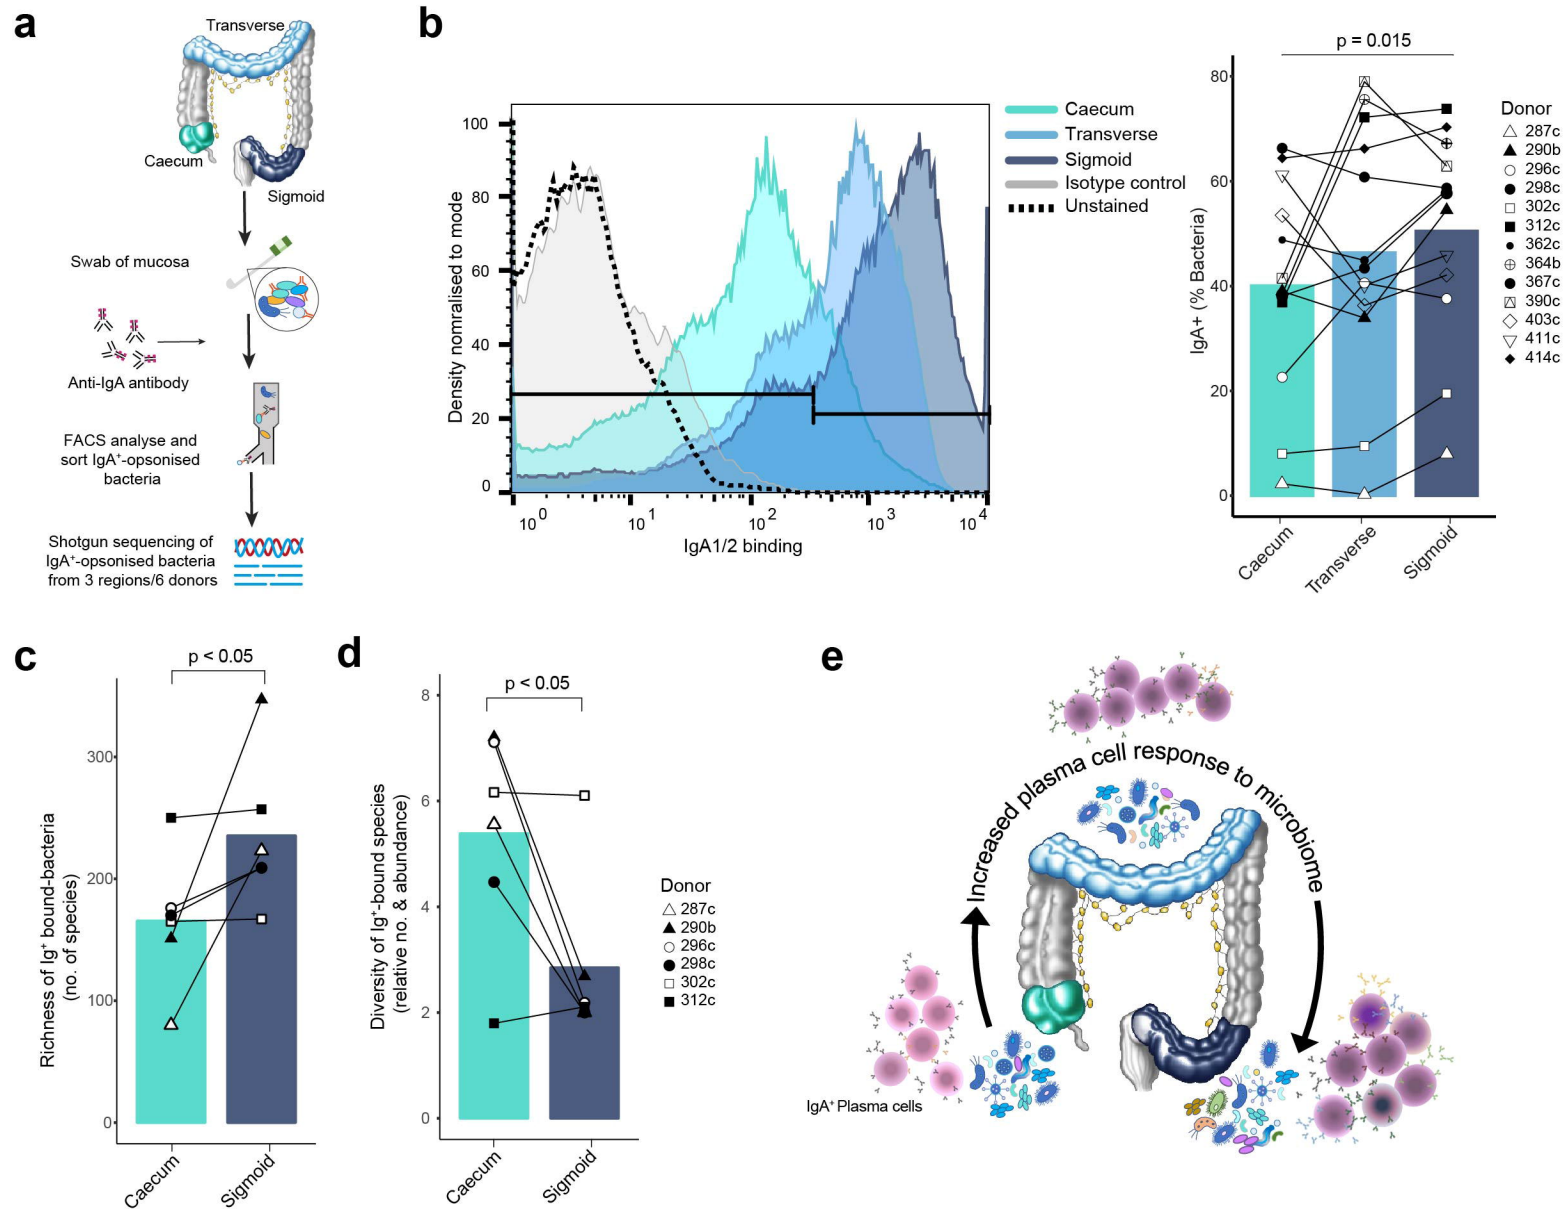 a
Transverse
Caecum
Sigmoid
Swab of mucosa
Anti-IgA antibody
FACS analyse and
sort IgA⁺-opsonised
bacteria
Shotgun sequencing of
IgA⁺-opsonised bacteria
from 3 regions/6 donors
b
Density nomralised to mode
100
80
60
40
20
0
10⁰
10¹
10²
10³
10⁴
IgA1/2 binding
Caecum
Transverse
Sigmoid
Isotype control
Unstained
p = 0.015
IgA+ (% Bacteria)
80
60
40
20
0
Caecum
Transverse
Sigmoid
Donor
287c
290b
296c
298c
302c
312c
362c
364b
367c
390c
403c
411c
414c
c
p < 0.05
Richness of Ig⁺ bound-bacteria
(no. of species)
300
200
100
0
Caecum
Sigmoid
d
p < 0.05
Diversity of Ig⁺-bound species
(relative no. & abundance)
8
6
4
2
0
Caecum
Sigmoid
Donor
287c
290b
296c
298c
302c
312c
e
Increased plasma cell response to microbiome
IgA⁺ Plasma cells